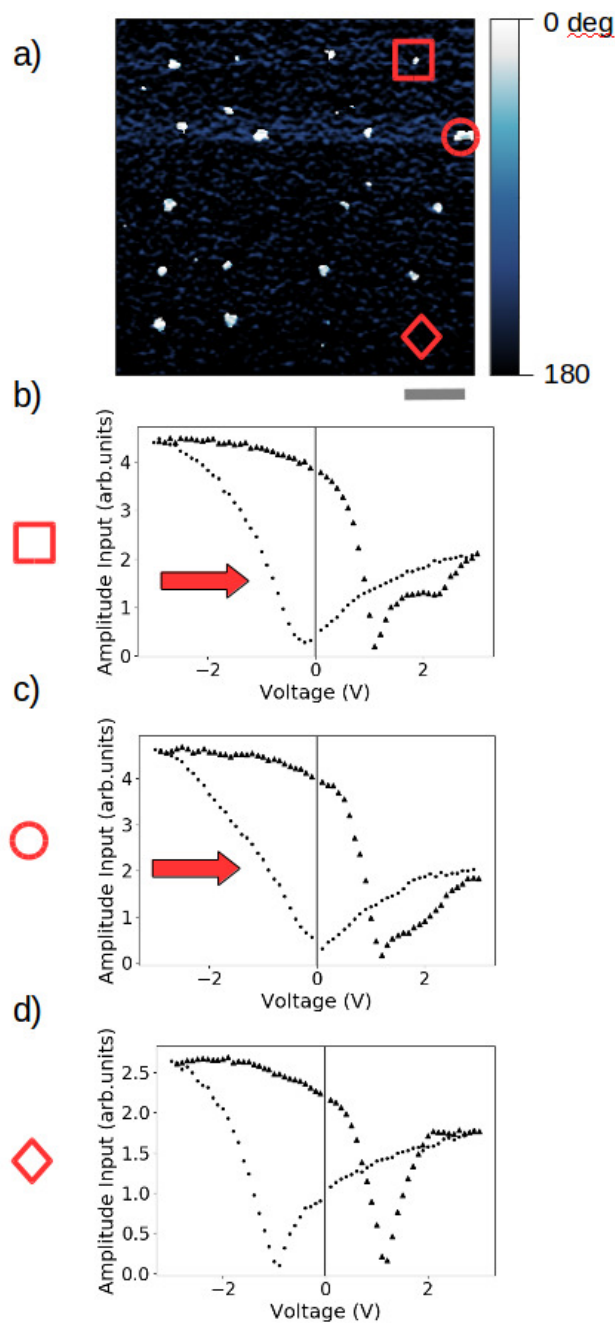 a)
0 deg
180
b)
Amplitude Input (arb.units)
4
3
2
1
0
−2 0 2
Voltage (V)
c)
Amplitude Input (arb.units)
4
3
2
1
0
−2 0 2
Voltage (V)
d)
Amplitude Input (arb.units)
2.5
2.0
1.5
1.0
0.5
0.0
−2 0 2
Voltage (V)